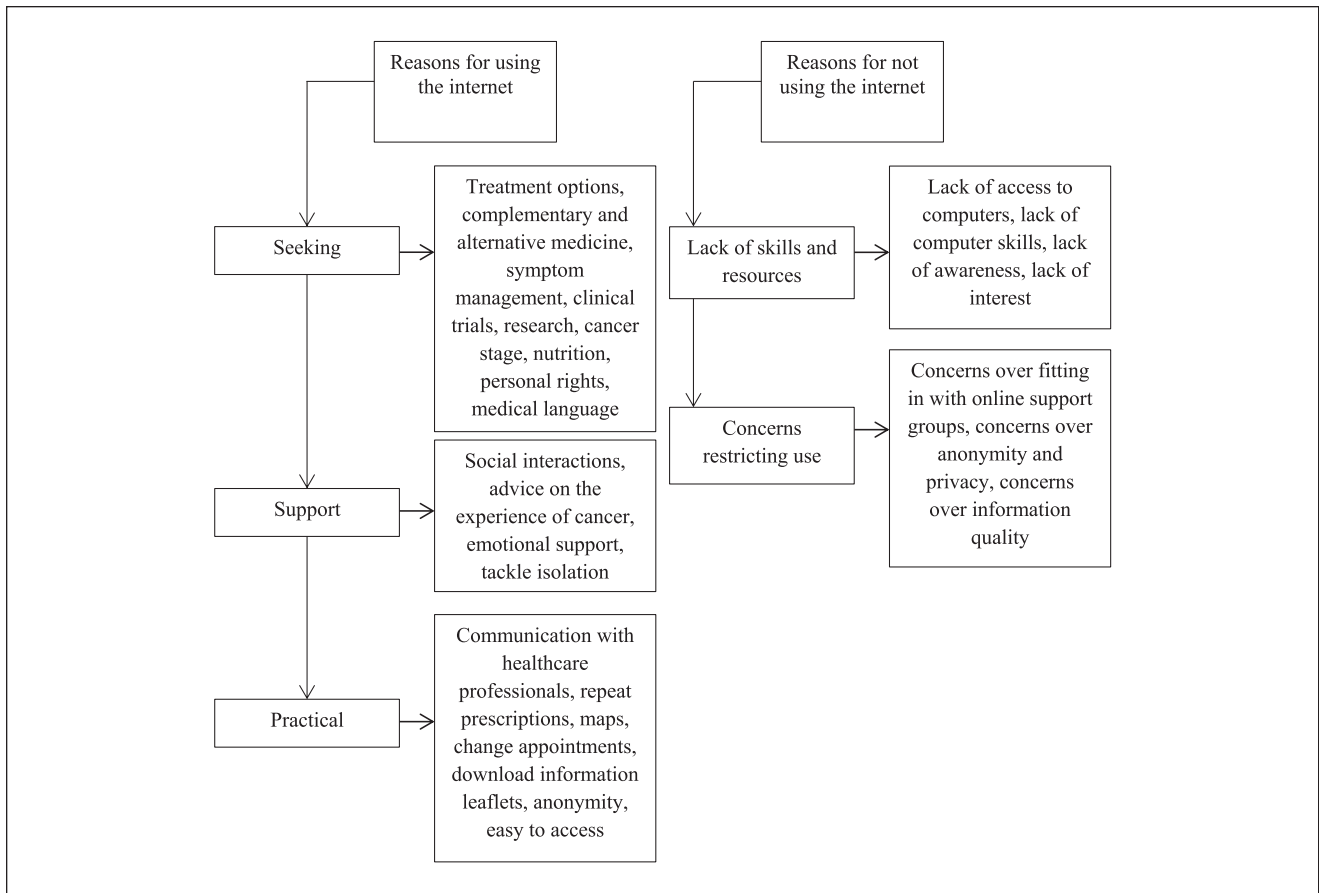 Reasons for using
the internet
Seeking
Treatment options,
complementary and
alternative medicine,
symptom
management, clinical
trials, research, cancer
stage, nutrition,
personal rights,
medical language
Support
Social interactions,
advice on the
experience of cancer,
emotional support,
tackle isolation
Practical
Communication with
healthcare
professionals, repeat
prescriptions, maps,
change appointments,
download information
leaflets, anonymity,
easy to access
Reasons for not
using the internet
Lack of skills and
resources
Lack of access to
computers, lack of
computer skills, lack
of awareness, lack of
interest
Concerns
restricting use
Concerns over fitting
in with online support
groups, concerns over
anonymity and
privacy, concerns
over information
quality